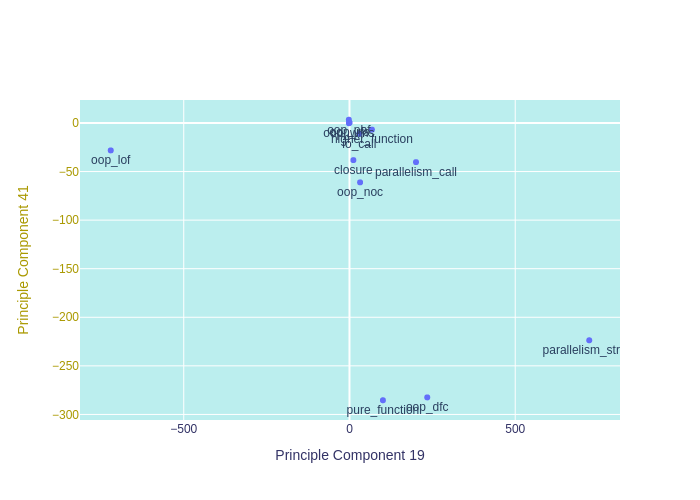 0
−50
−100
−150
−200
−250
−300
−500
0
500
Principle Component 41
Principle Component 19
oop_lof
higher_function
io_call
closure
parallelism_call
oop_noc
parallelism_str
pure_function
oop_dfc